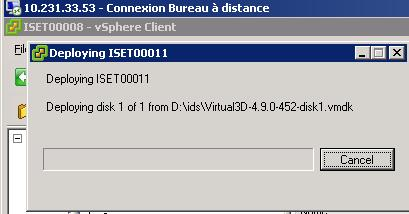 10.231.33.53 - Connexion Bureau à distance
ISET00008 - vSphere Client
Deploying ISET00011
Deploying ISET00011
Deploying disk 1 of 1 from D:\ids\Virtual3D-4.9.0-452-disk1.vmdk
Cancel